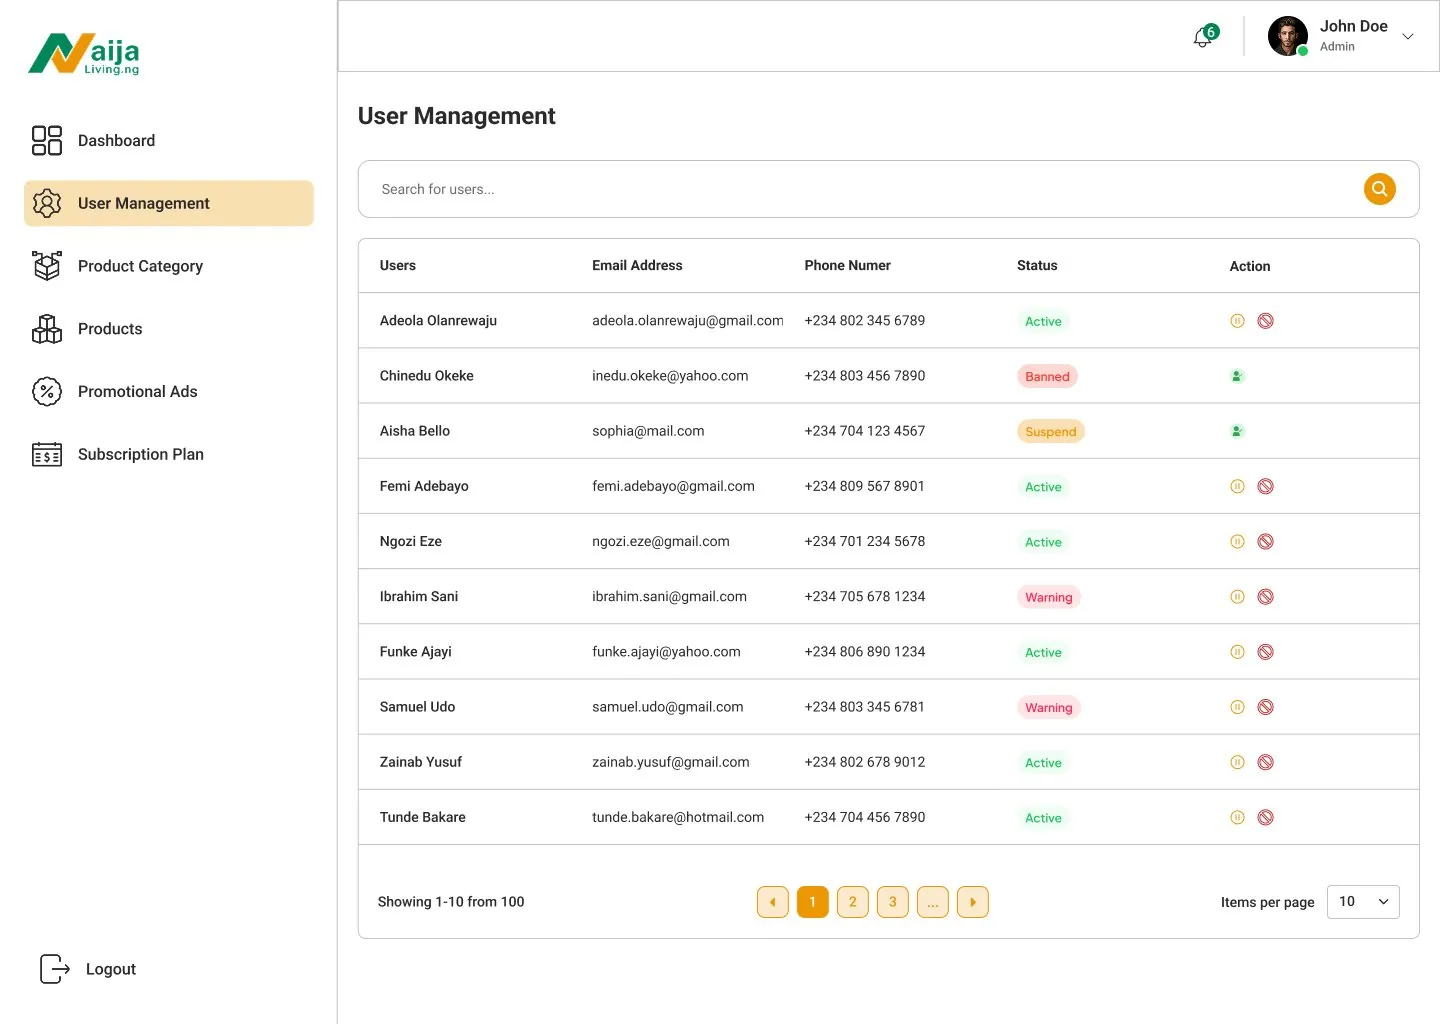 Naija
Living.ng
6
John Doe
Admin
Dashboard
User Management
Product Category
Products
Promotional Ads
Subscription Plan
Logout
User Management
Search for users...
Users Email Address Phone Numer Status Action
Adeola Olanrewaju adeola.olanrewaju@gmail.com +234 802 345 6789 Active
Chinedu Okeke inedu.okeke@yahoo.com +234 803 456 7890 Banned
Aisha Bello sophia@mail.com +234 704 123 4567 Suspend
Femi Adebayo femi.adebayo@gmail.com +234 809 567 8901 Active
Ngozi Eze ngozi.eze@gmail.com +234 701 234 5678 Active
Ibrahim Sani ibrahim.sani@gmail.com +234 705 678 1234 Warning
Funke Ajayi funke.ajayi@yahoo.com +234 806 890 1234 Active
Samuel Udo samuel.udo@gmail.com +234 803 345 6781 Warning
Zainab Yusuf zainab.yusuf@gmail.com +234 802 678 9012 Active
Tunde Bakare tunde.bakare@hotmail.com +234 704 456 7890 Active
Showing 1-10 from 100 1 2 3 ... Items per page 10